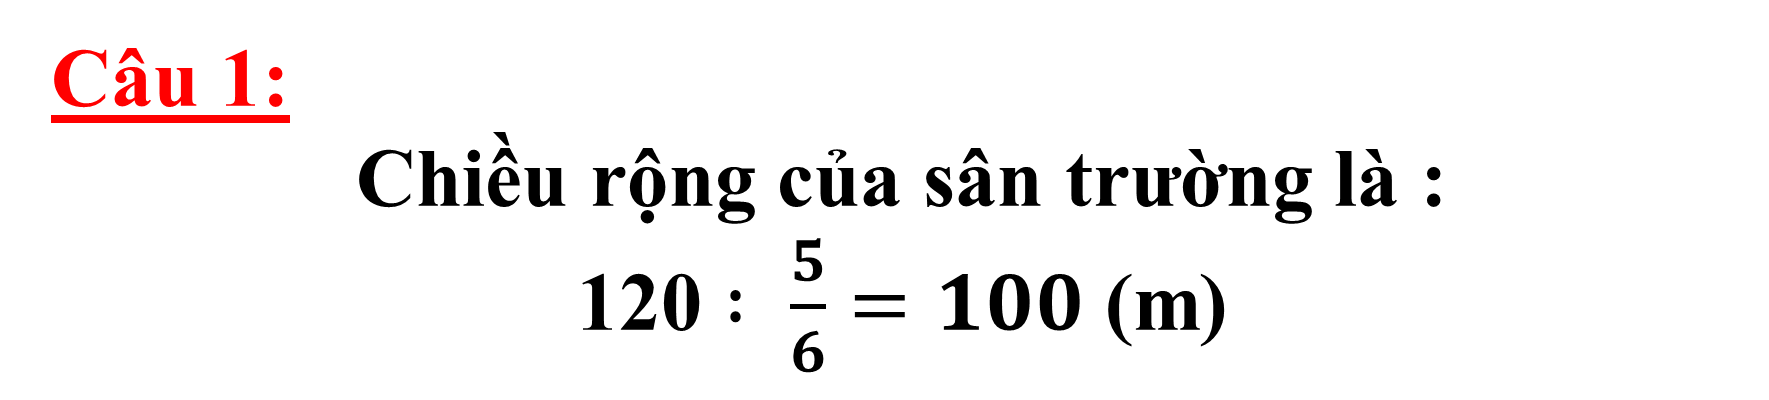 Câu 1:
Chiều rộng của sân trường là :
120 : 5/6 = 100 (m)